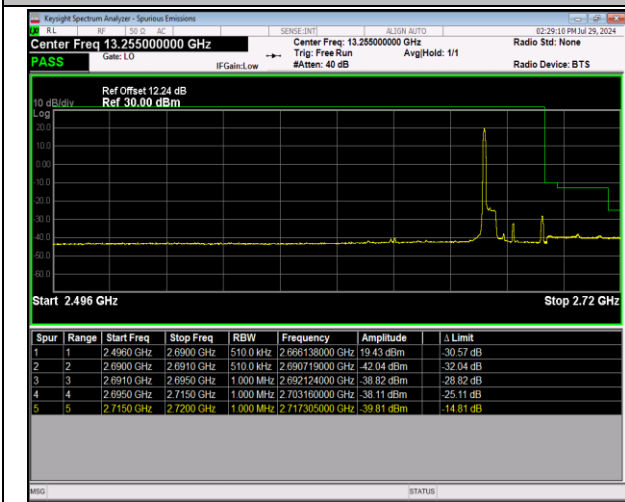 Keysight Spectrum Analyzer - Spurious Emissions
RL RF 50 Ω AC SENSE:INT ALIGN AUTO 02:29:10 PM Jul 29, 2024
Center Freq 13.255000000 GHz Center Freq: 13.255000000 GHz Radio Std: None
PASS Gate: LO IFGain:Low Trig: Free Run Avg|Hold: 1/1
#Atten: 40 dB Radio Device: BTS
Ref Offset 12.24 dB
10 dB/div Ref 30.00 dBm
Log
20.0
10.0
0.00
-10.0
-20.0
-30.0
-40.0
-50.0
-60.0
Start 2.496 GHz Stop 2.72 GHz
Spur Range Start Freq Stop Freq RBW Frequency Amplitude Δ Limit
1 1 2.4960 GHz 2.6900 GHz 510.0 kHz 2.666138000 GHz 19.43 dBm -30.57 dB
2 2 2.6900 GHz 2.6910 GHz 510.0 kHz 2.690719000 GHz -42.04 dBm -32.04 dB
3 3 2.6910 GHz 2.6950 GHz 1.000 MHz 2.692124000 GHz -38.82 dBm -28.82 dB
4 4 2.6950 GHz 2.7150 GHz 1.000 MHz 2.703160000 GHz -38.11 dBm -25.11 dB
5 5 2.7150 GHz 2.7200 GHz 1.000 MHz 2.717305000 GHz -39.81 dBm -14.81 dB
MSG STATUS